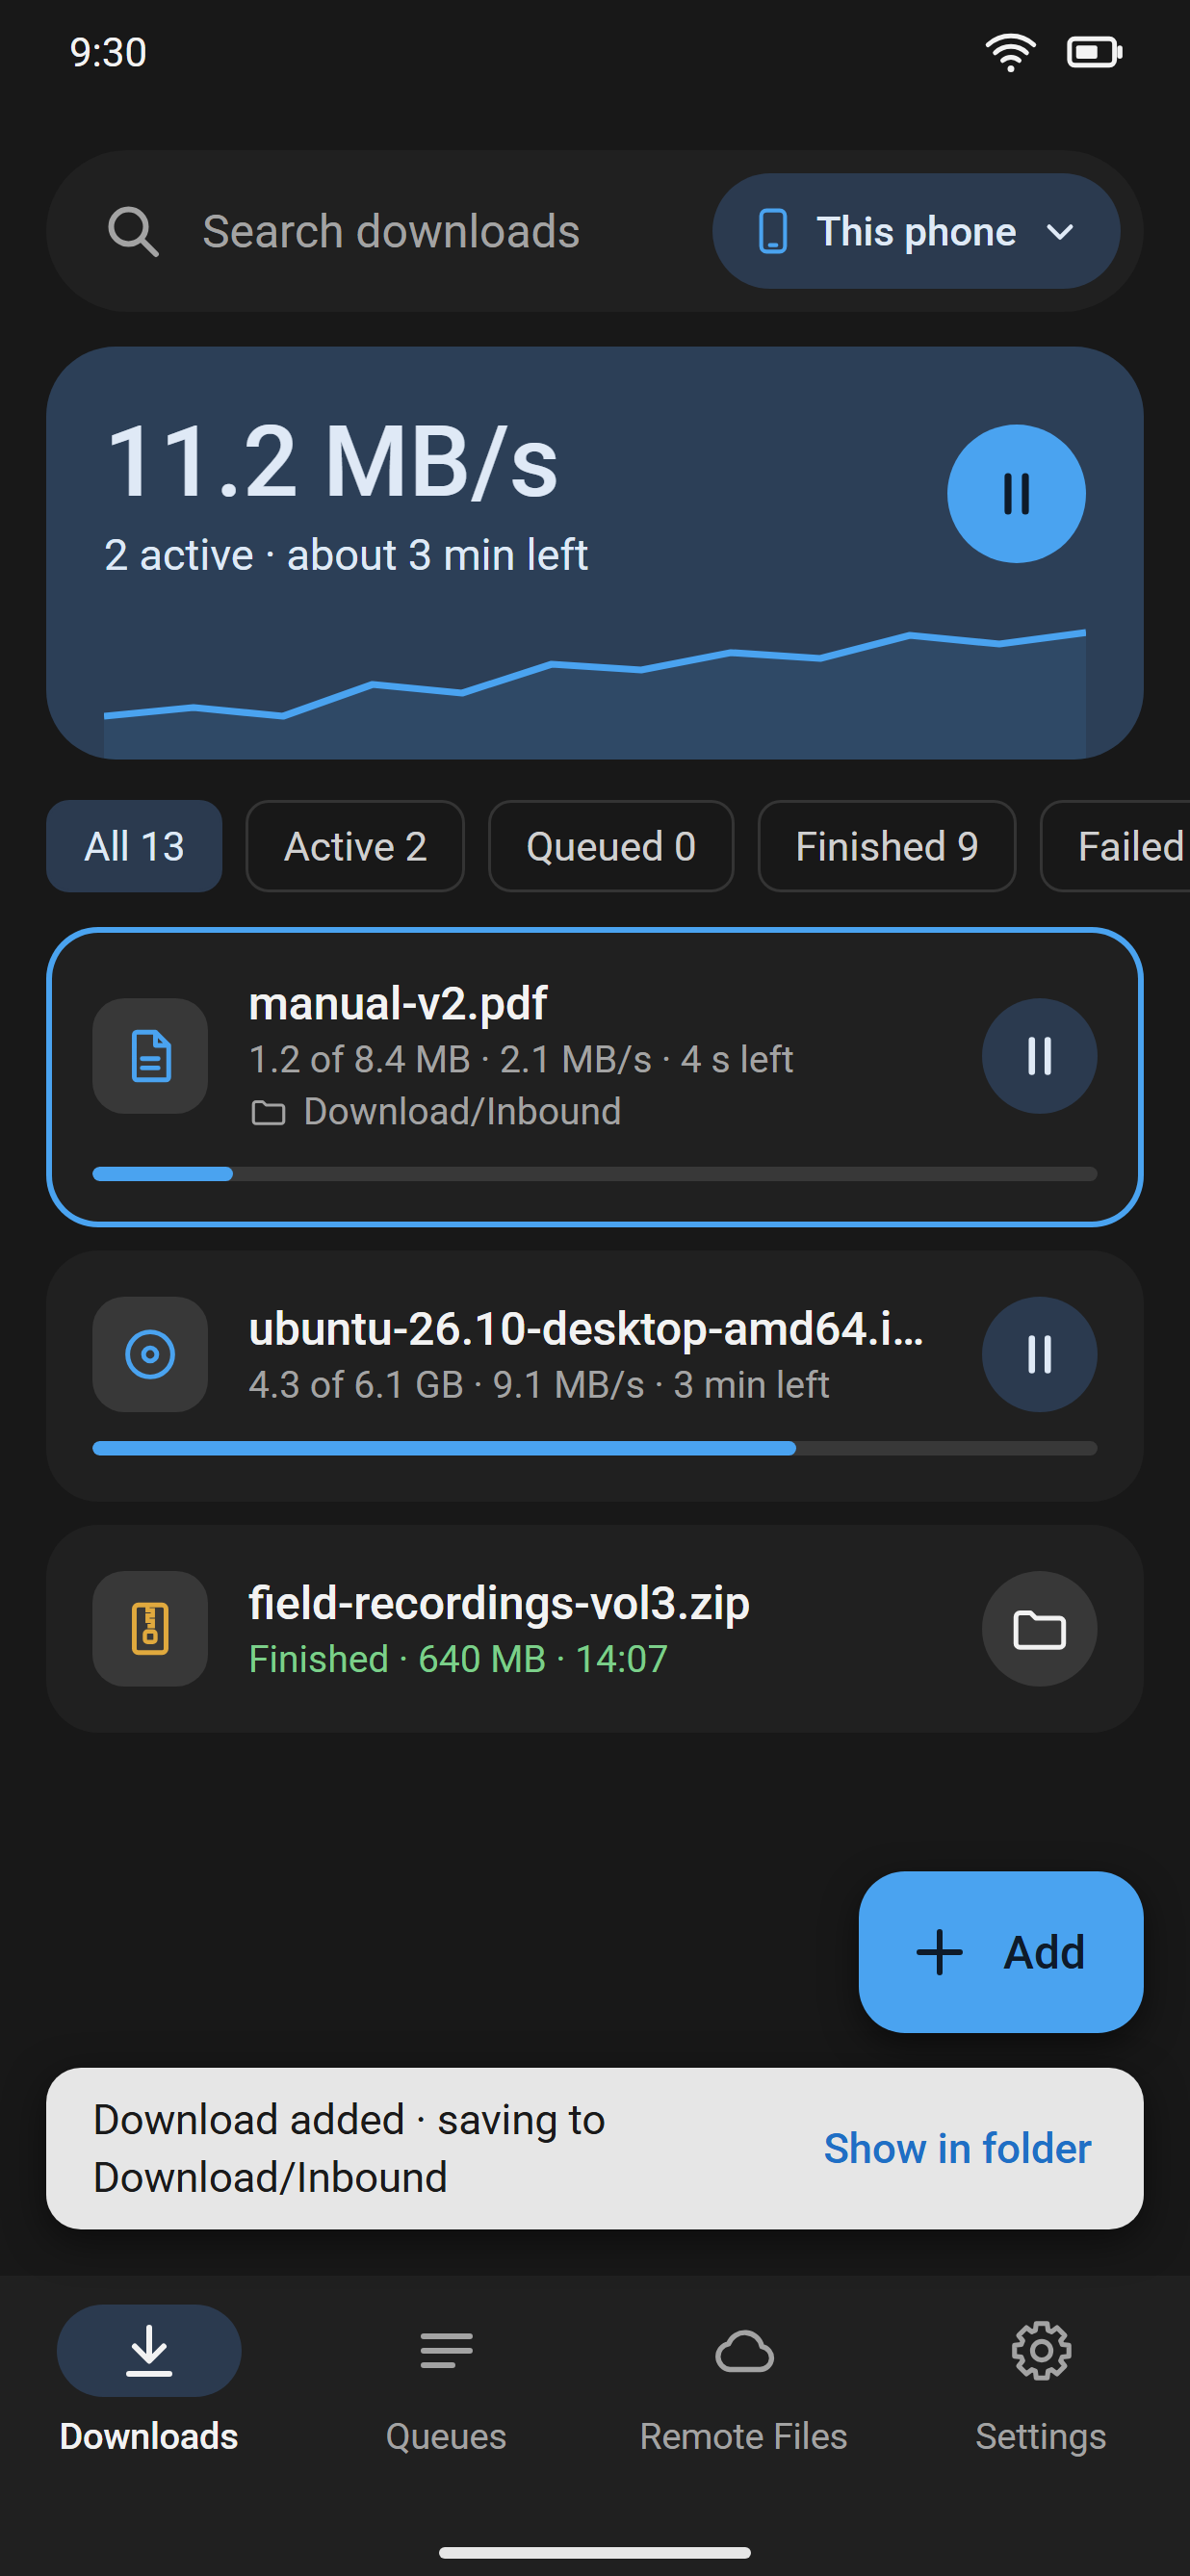 9:30
Search downloads
This phone
11.2 MB/s
2 active · about 3 min left
All 13
Active 2
Queued 0
Finished 9
Failed
manual-v2.pdf
1.2 of 8.4 MB · 2.1 MB/s · 4 s left
Download/Inbound
ubuntu-26.10-desktop-amd64.i…
4.3 of 6.1 GB · 9.1 MB/s · 3 min left
field-recordings-vol3.zip
Finished · 640 MB · 14:07
Add
Download added · saving to
Download/Inbound
Show in folder
Downloads
Queues
Remote Files
Settings